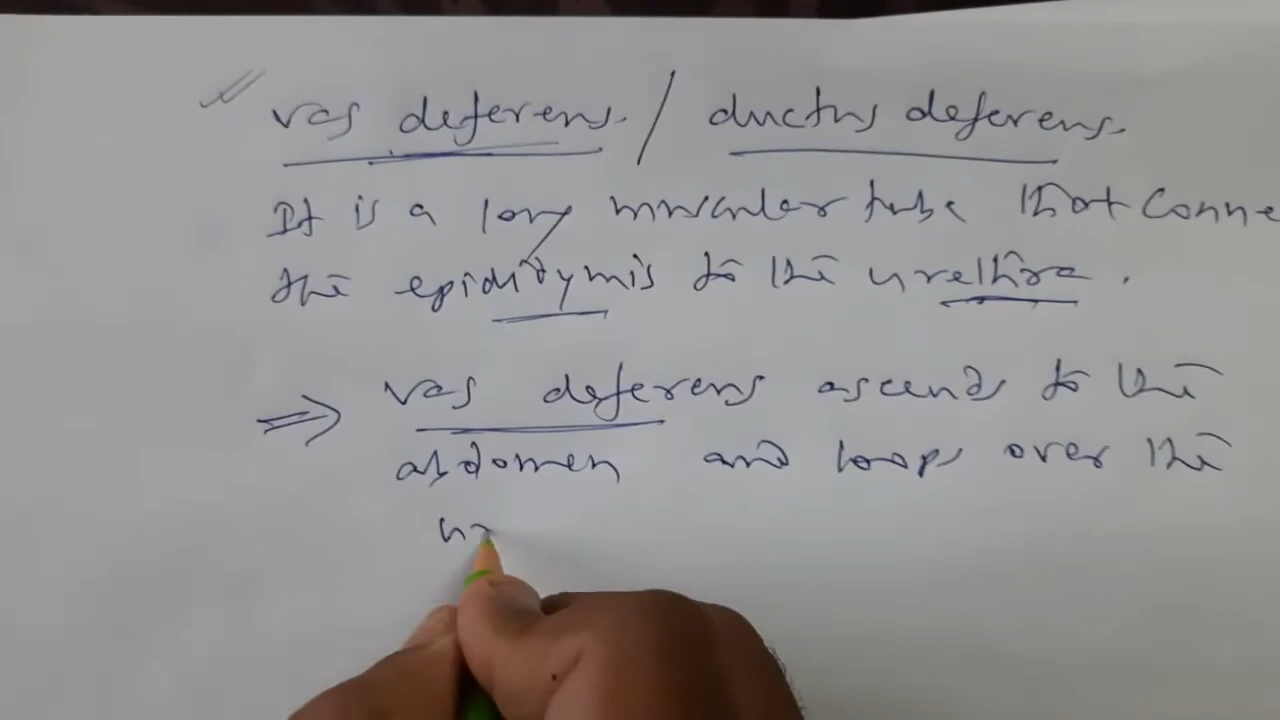 vas deferens. / ductus deferens.
It is a long muscular tube that Conne
the epididymis to the urethra.
⇒ vas deferens ascends to the
abdomen and loops over the